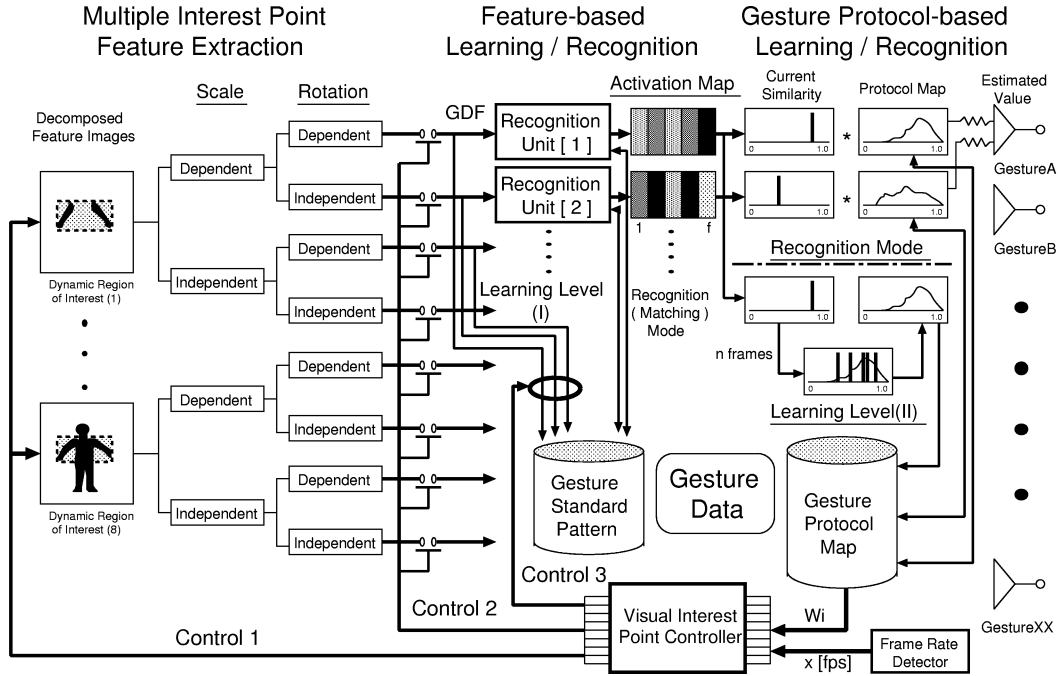 Multiple Interest Point
Feature Extraction
Feature-based
Learning / Recognition
Gesture Protocol-based
Learning / Recognition
Decomposed
Feature Images
Scale
Rotation
GDF
Activation Map
Current
Similarity
Protocol Map
Estimated
Value
Dependent
Independent
Dependent
Independent
Dependent
Independent
Dependent
Independent
Dependent
Independent
Dependent
Independent
Dynamic Region
of Interest (1)
Dynamic Region
of Interest (8)
Recognition
Unit [ 1 ]
Recognition
Unit [ 2 ]
1 f
0 1.0
*
0 1.0
0 1.0
*
0 1.0
GestureA
GestureB
GestureXX
Recognition Mode
Learning Level
(I)
Recognition
( Matching )
Mode
0 1.0
0 1.0
n frames
0 1.0
Learning Level(II)
Gesture
Standard
Pattern
Gesture
Data
Gesture
Protocol
Map
Control 3
Control 2
Control 1
Visual Interest
Point Controller
Wi
x [fps]
Frame Rate
Detector